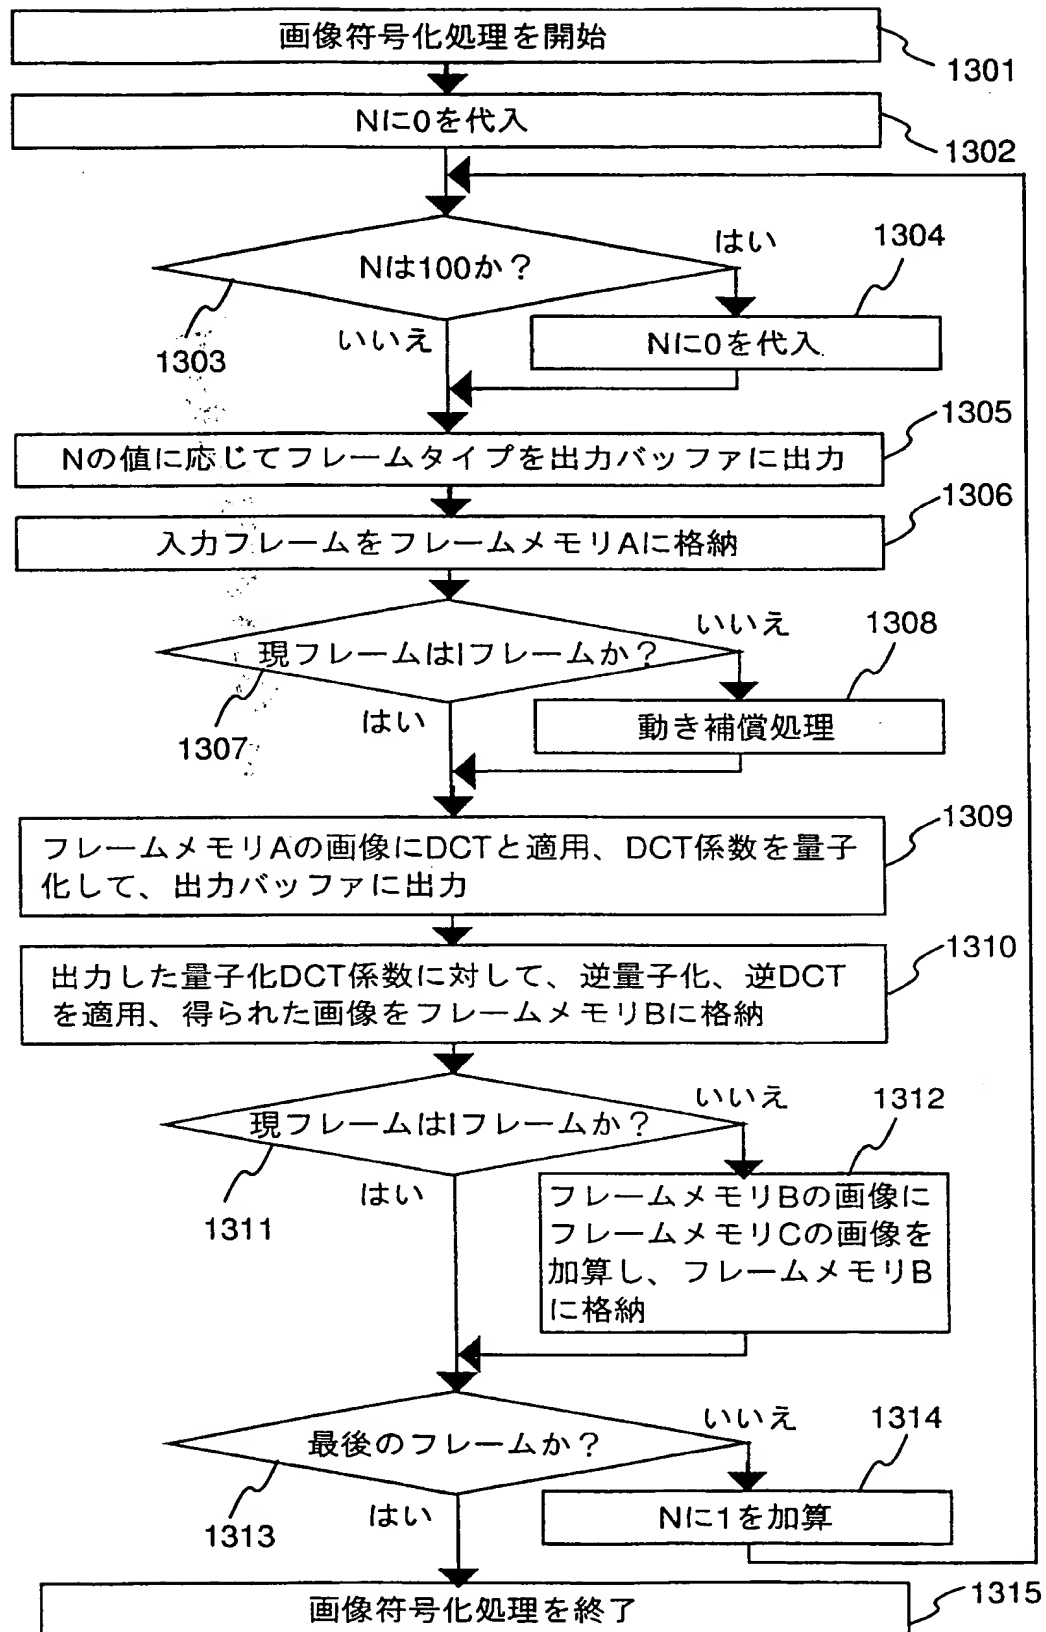 画像符号化処理を開始
1301
Nに0を代入
1302
Nは100か？
はい
1304
いいえ
Nに0を代入
1303
1305
Nの値に応じてフレームタイプを出力バッファに出力
1306
入力フレームをフレームメモリAに格納
いいえ
1308
現フレームはIフレームか？
はい
動き補償処理
1307
1309
フレームメモリAの画像にDCTと適用、DCT係数を量子
化して、出力バッファに出力
1310
出力した量子化DCT係数に対して、逆量子化、逆DCT
を適用、得られた画像をフレームメモリBに格納
いいえ
1312
現フレームはIフレームか？
はい
1311
フレームメモリBの画像に
フレームメモリCの画像を
加算し、フレームメモリB
に格納
いいえ
1314
最後のフレームか？
はい
Nに1を加算
1313
1315
画像符号化処理を終了